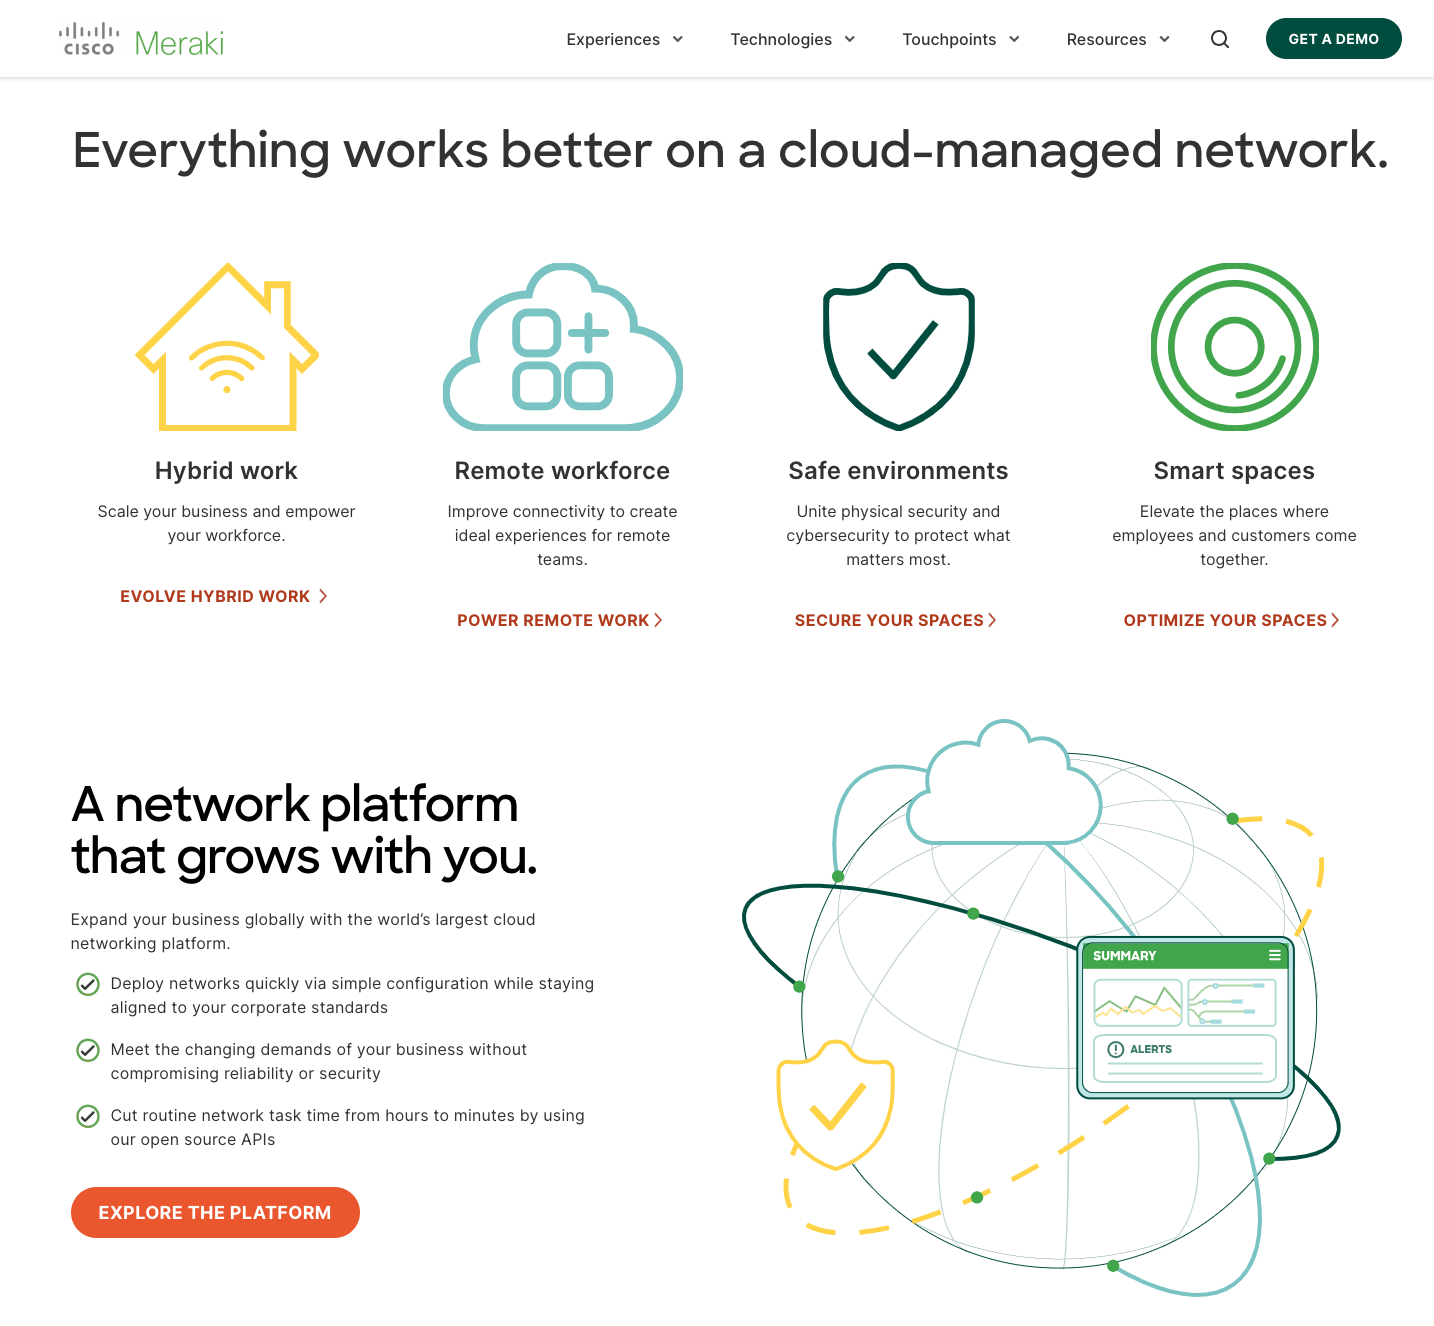 CISCO Meraki
Experiences Technologies Touchpoints Resources GET A DEMO
Everything works better on a cloud-managed network.
Hybrid work
Scale your business and empower
your workforce.
EVOLVE HYBRID WORK
Remote workforce
Improve connectivity to create
ideal experiences for remote
teams.
POWER REMOTE WORK
Safe environments
Unite physical security and
cybersecurity to protect what
matters most.
SECURE YOUR SPACES
Smart spaces
Elevate the places where
employees and customers come
together.
OPTIMIZE YOUR SPACES
A network platform
that grows with you.
Expand your business globally with the world’s largest cloud
networking platform.
Deploy networks quickly via simple configuration while staying
aligned to your corporate standards
Meet the changing demands of your business without
compromising reliability or security
Cut routine network task time from hours to minutes by using
our open source APIs
EXPLORE THE PLATFORM
SUMMARY
ALERTS